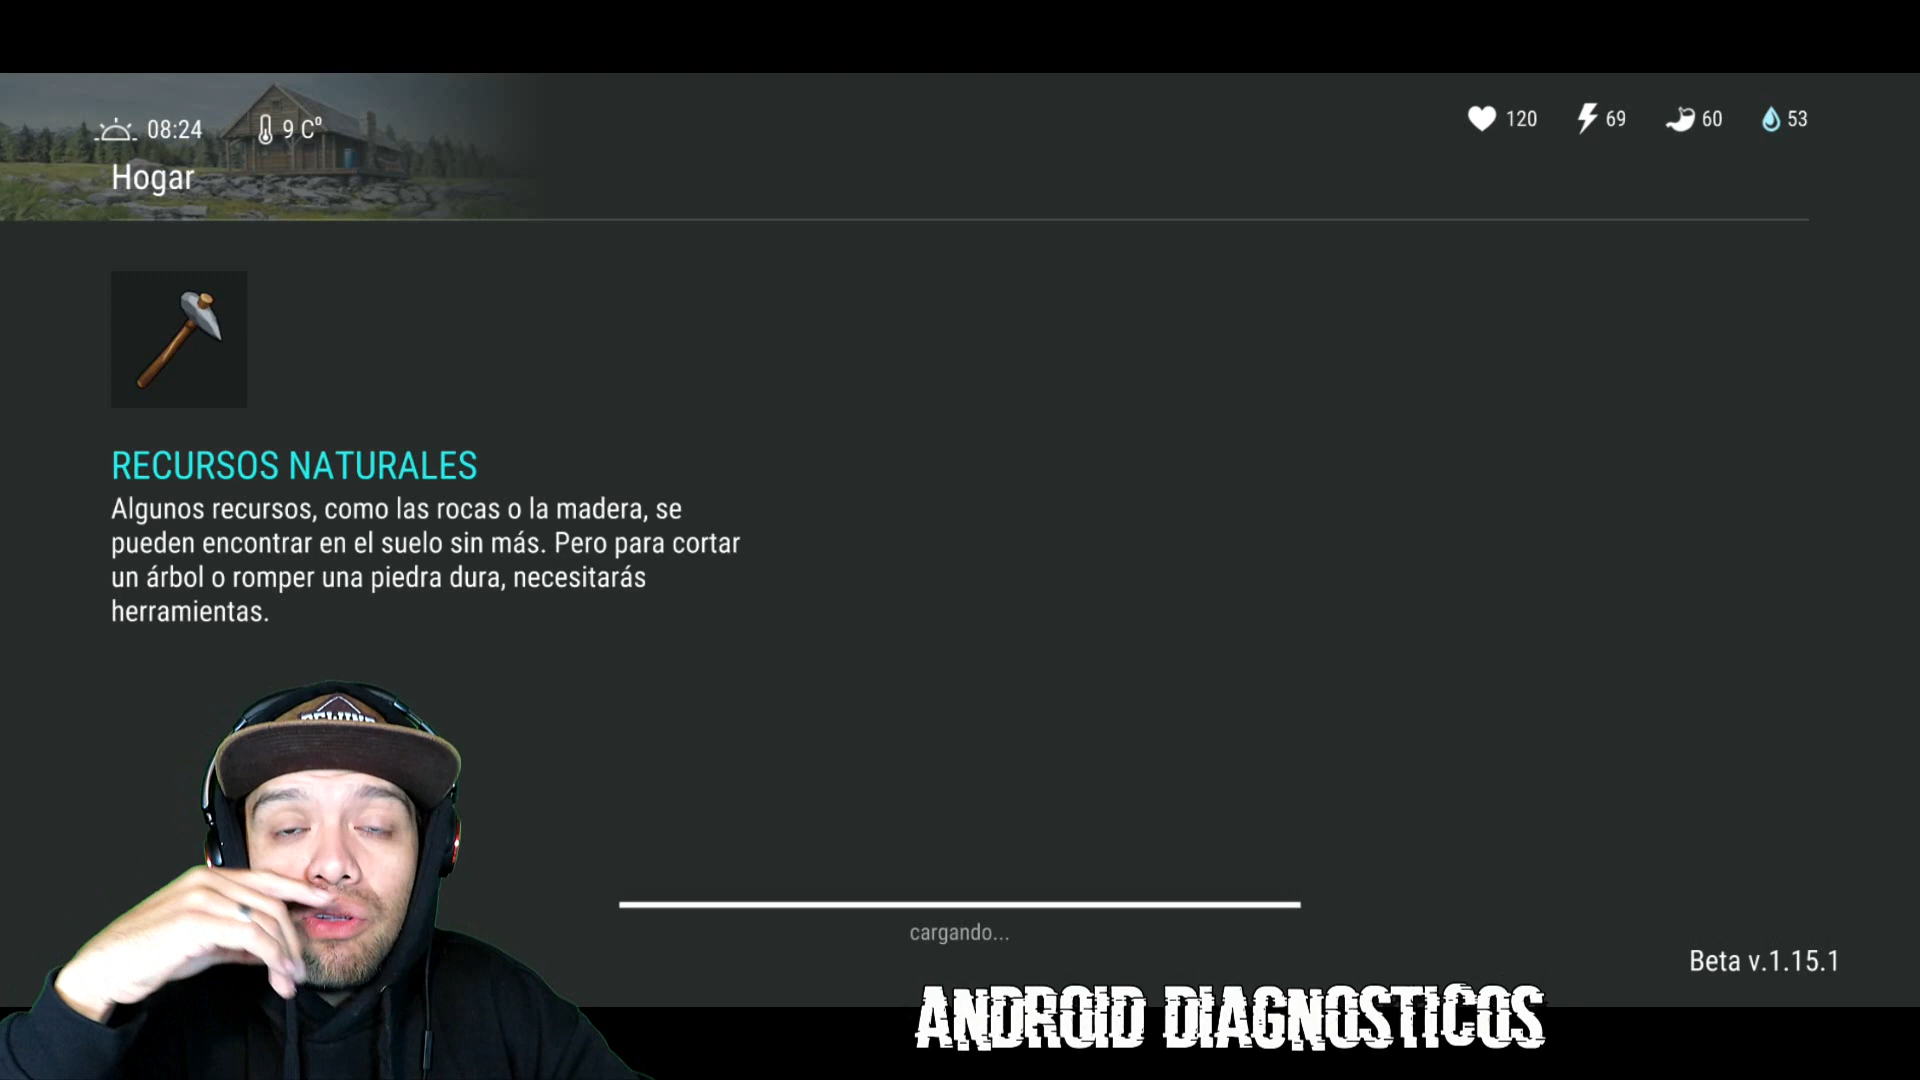 08:24
9 Cº
120
69
60
53
Hogar
RECURSOS NATURALES
Algunos recursos, como las rocas o la madera, se
pueden encontrar en el suelo sin más. Pero para cortar
un árbol o romper una piedra dura, necesitarás
herramientas.
cargando...
Beta v.1.15.1
ANDROID DIAGNOSTICOS